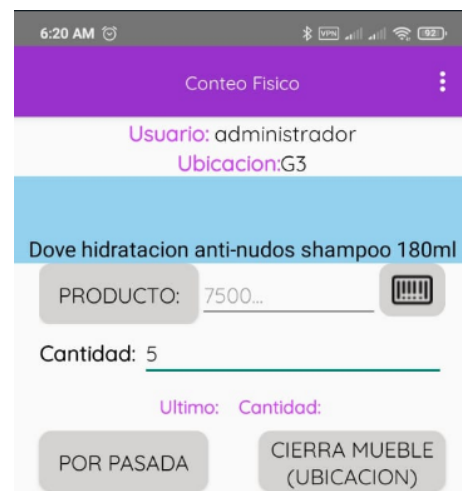 6:20 AM
VPN 92
Conteo Fisico
Usuario: administrador
Ubicacion:G3
Dove hidratacion anti-nudos shampoo 180ml
PRODUCTO: 7500...
Cantidad: 5
Ultimo: Cantidad:
POR PASADA
CIERRA MUEBLE
(UBICACION)